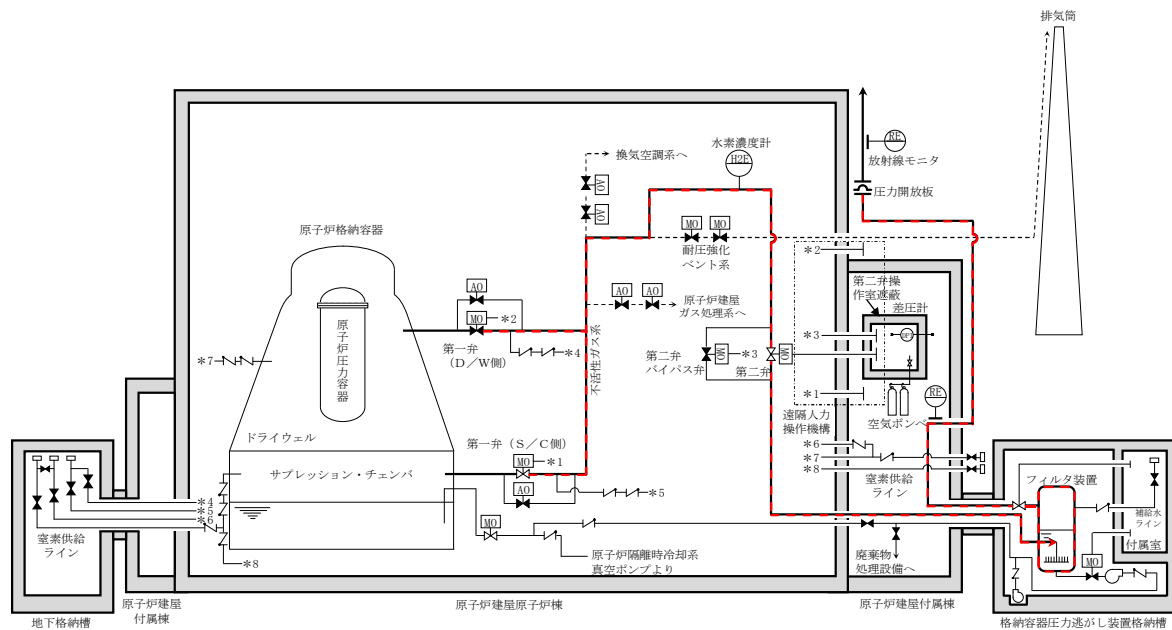 排気筒
水素濃度計
H2E
RE
放射線モニタ
換気空調系へ
AO
AO
圧力開放板
原子炉格納容器
MO
MO
耐圧強化
ベント系
*2
第二弁操
作室遮蔽
差圧計
AO
MO
*2
AO
AO
原子炉建屋
ガス処理系へ
不活性ガス系
原子炉圧力容器
*3
DPT
*7
第一弁
(D/W側)
*4
第二弁
バイパス弁
MO
*3
第二弁
MO
*1
RE
空気ボンベ
遠隔人力
操作機構
ドライウェル
第一弁(S/C側)
MO
*1
サプレッション・チェンバ
AO
*5
*6
*7
*8
窒素供給
ライン
フィルタ装置
補給水
ライン
付属室
*4
*5
*6
窒素供給
ライン
MO
*8
原子炉隔離時冷却系
真空ポンプより
廃棄物
処理設備へ
MO
原子炉建屋
付属棟
地下格納槽
原子炉建屋原子炉棟
原子炉建屋付属棟
格納容器圧力逃がし装置格納槽